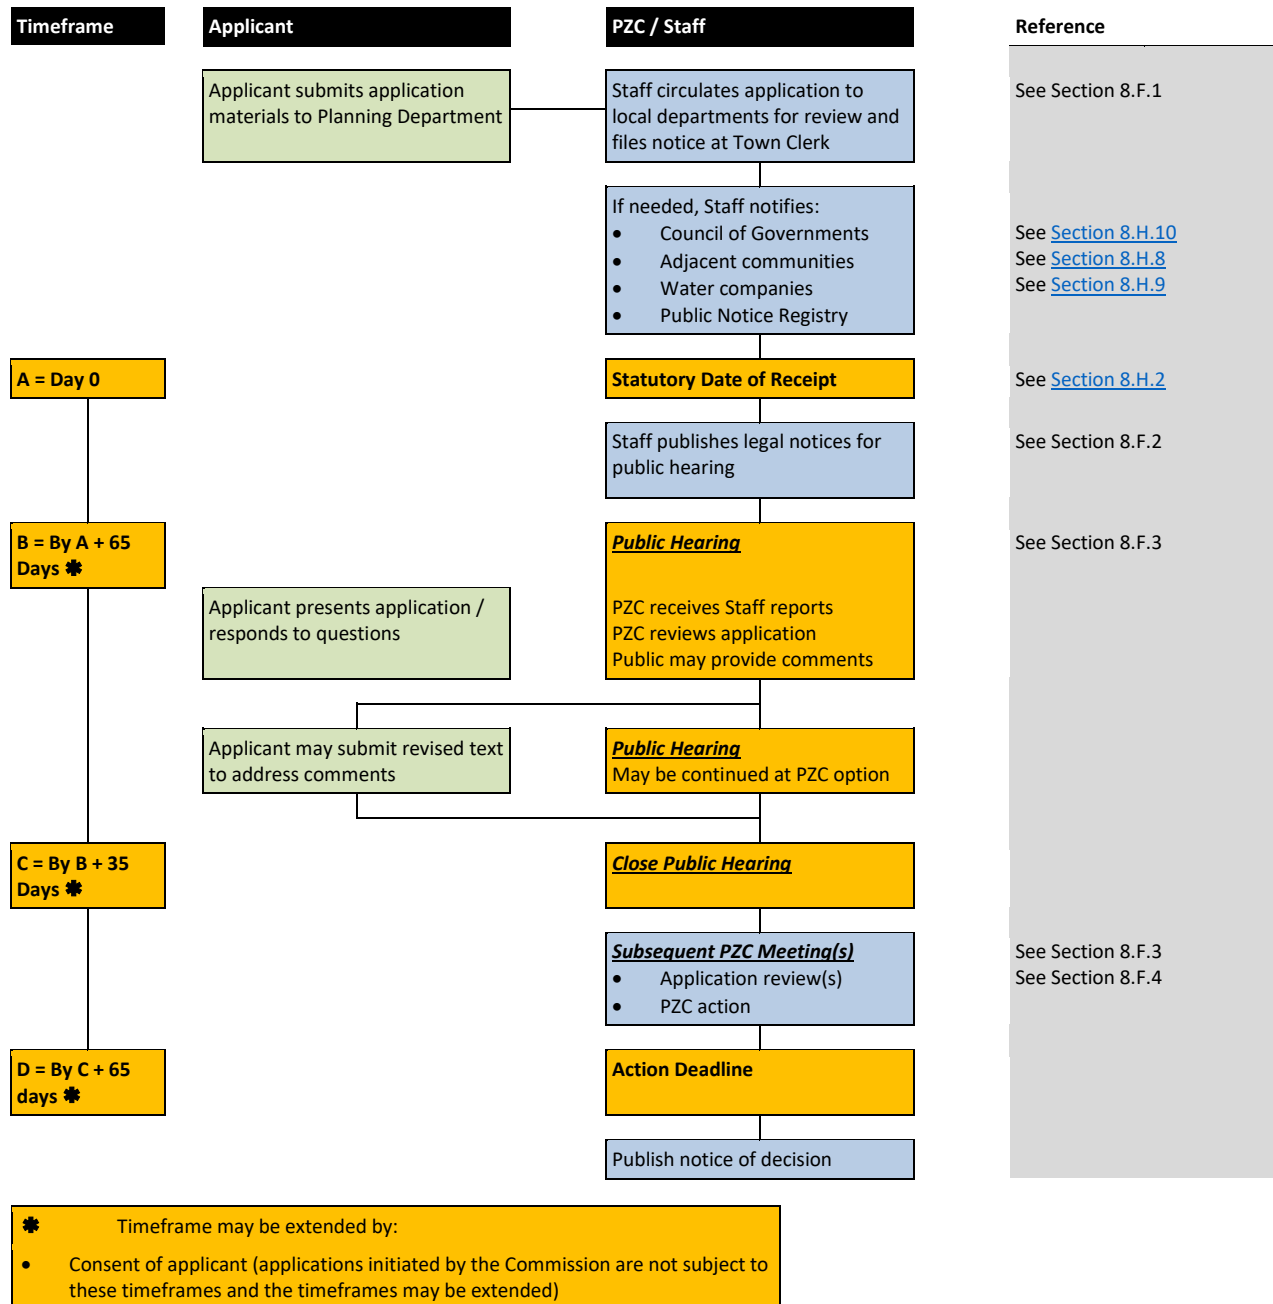 Timeframe
Applicant
PZC / Staff
Reference
Applicant submits application
materials to Planning Department
Staff circulates application to
local departments for review and
files notice at Town Clerk
See Section 8.F.1
If needed, Staff notifies:
• Council of Governments
• Adjacent communities
• Water companies
• Public Notice Registry
See Section 8.H.10
See Section 8.H.8
See Section 8.H.9
A = Day 0
Statutory Date of Receipt
See Section 8.H.2
Staff publishes legal notices for
public hearing
See Section 8.F.2
B = By A + 65
Days ✱
Public Hearing
See Section 8.F.3
Applicant presents application /
responds to questions
PZC receives Staff reports
PZC reviews application
Public may provide comments
Applicant may submit revised text
to address comments
Public Hearing
May be continued at PZC option
C = By B + 35
Days ✱
Close Public Hearing
Subsequent PZC Meeting(s)
• Application review(s)
• PZC action
See Section 8.F.3
See Section 8.F.4
D = By C + 65
days ✱
Action Deadline
Publish notice of decision
✱ Timeframe may be extended by:
• Consent of applicant (applications initiated by the Commission are not subject to
these timeframes and the timeframes may be extended)